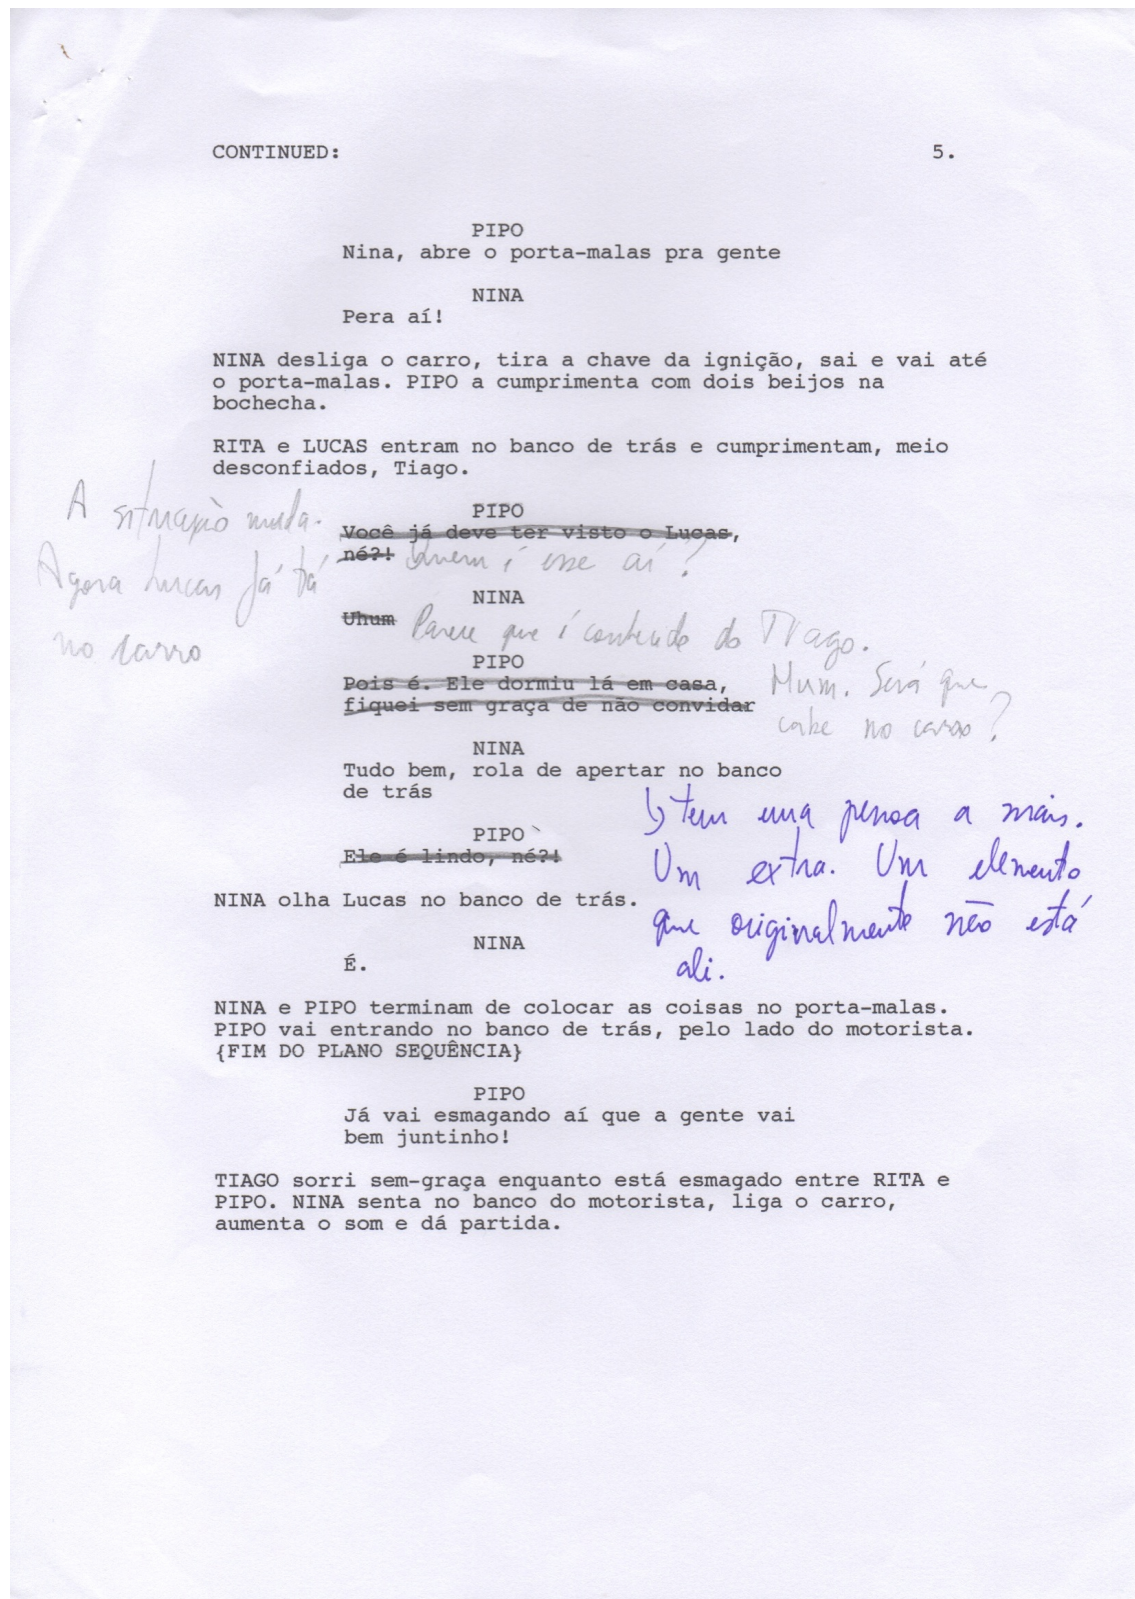 CONTINUED: 5.
PIPO
Nina, abre o porta-malas pra gente
NINA
Pera aí!
NINA desliga o carro, tira a chave da ignição, sai e vai até
o porta-malas. PIPO a cumprimenta com dois beijos na
bochecha.
RITA e LUCAS entram no banco de trás e cumprimentam, meio
desconfiados, Tiago.
A situação muda.
Agora Lucas Já tá
no carro
PIPO
Você já deve ter visto o Lucas,
né?! Quem é esse aí?
NINA
Uhum Parece que é do Tiago.
PIPO
Pois é. Ele dormiu lá em casa, Hum. Será que
fiquei sem graça de não convidar cabe no carro?
NINA
Tudo bem, rola de apertar no banco
de trás
↳ tem uma pessoa a mais.
Um extra. Um elemento
que originalmente não está
ali.
PIPO
Ele é lindo, né?!
NINA olha Lucas no banco de trás.
NINA
É.
NINA e PIPO terminam de colocar as coisas no porta-malas.
PIPO vai entrando no banco de trás, pelo lado do motorista.
{FIM DO PLANO SEQUÊNCIA}
PIPO
Já vai esmagando aí que a gente vai
bem juntinho!
TIAGO sorri sem-graça enquanto está esmagado entre RITA e
PIPO. NINA senta no banco do motorista, liga o carro,
aumenta o som e dá partida.